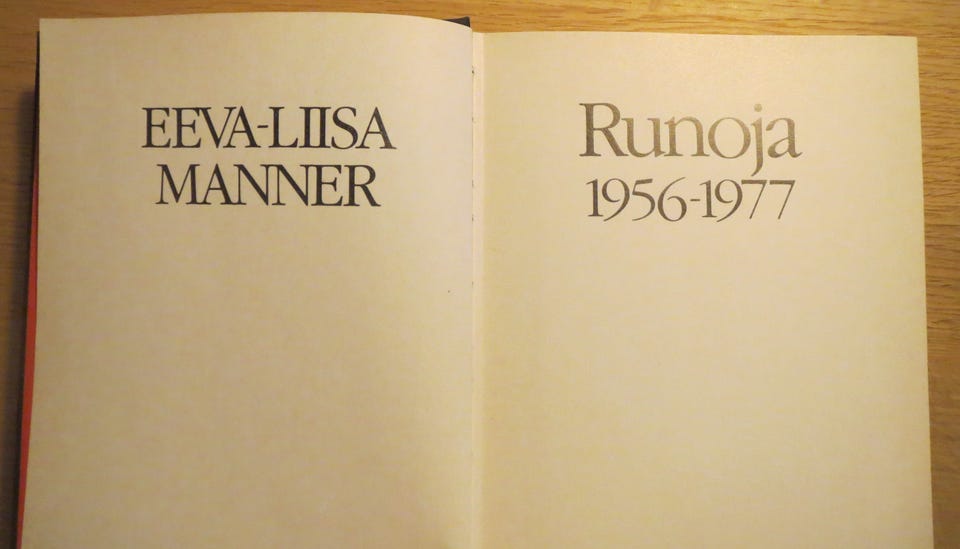 EEVA-LIISA
MANNER
Runoja
1956-1977